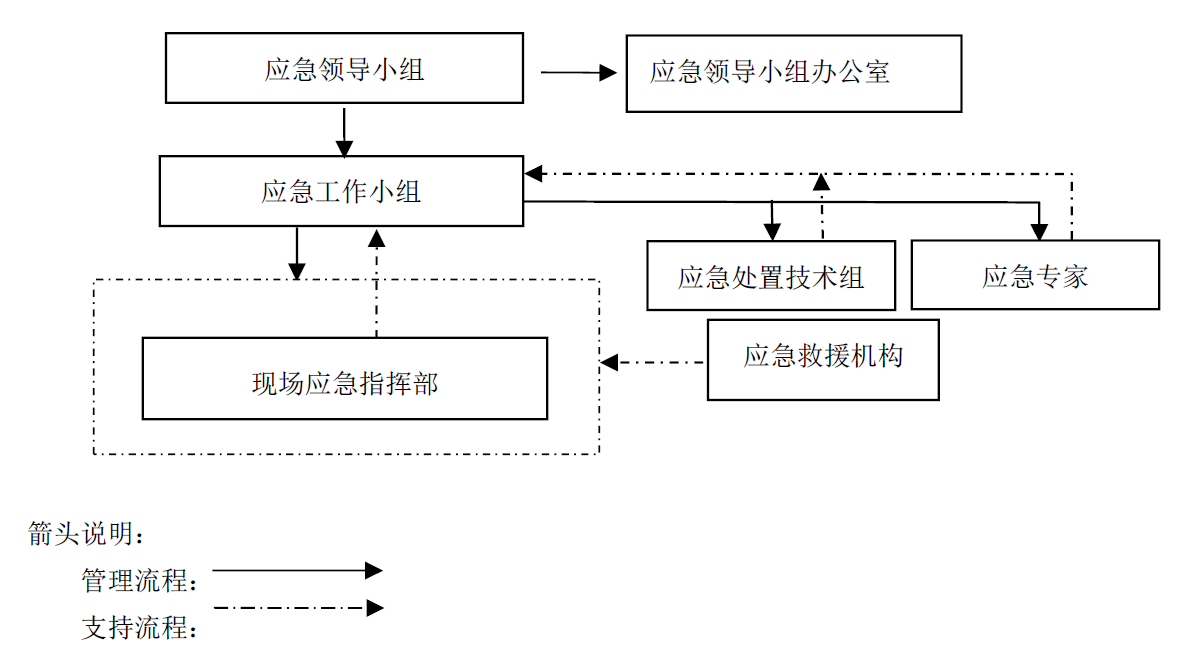 应急领导小组
应急领导小组办公室
应急工作小组
应急处置技术组
应急专家
应急救援机构
现场应急指挥部
箭头说明：
管理流程：
支持流程：